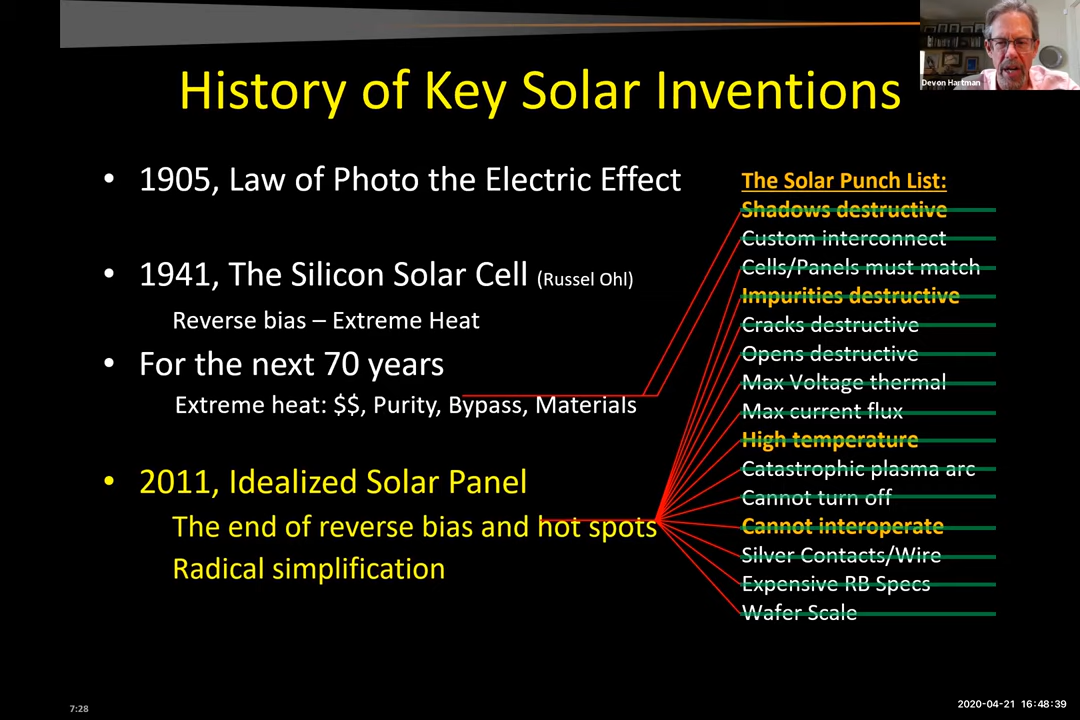 Devon Hartman
History of Key Solar Inventions
• 1905, Law of Photo the Electric Effect
• 1941, The Silicon Solar Cell (Russel Ohl)
Reverse bias – Extreme Heat
• For the next 70 years
Extreme heat: $$, Purity, Bypass, Materials
• 2011, Idealized Solar Panel
The end of reverse bias and hot spots
Radical simplification
The Solar Punch List:
Shadows destructive
Custom interconnect
Cells/Panels must match
Impurities destructive
Cracks destructive
Opens destructive
Max Voltage thermal
Max current flux
High temperature
Catastrophic plasma arc
Cannot turn off
Cannot interoperate
Silver Contacts/Wire
Expensive RB Specs
Wafer Scale
7:28
2020-04-21 16:48:39